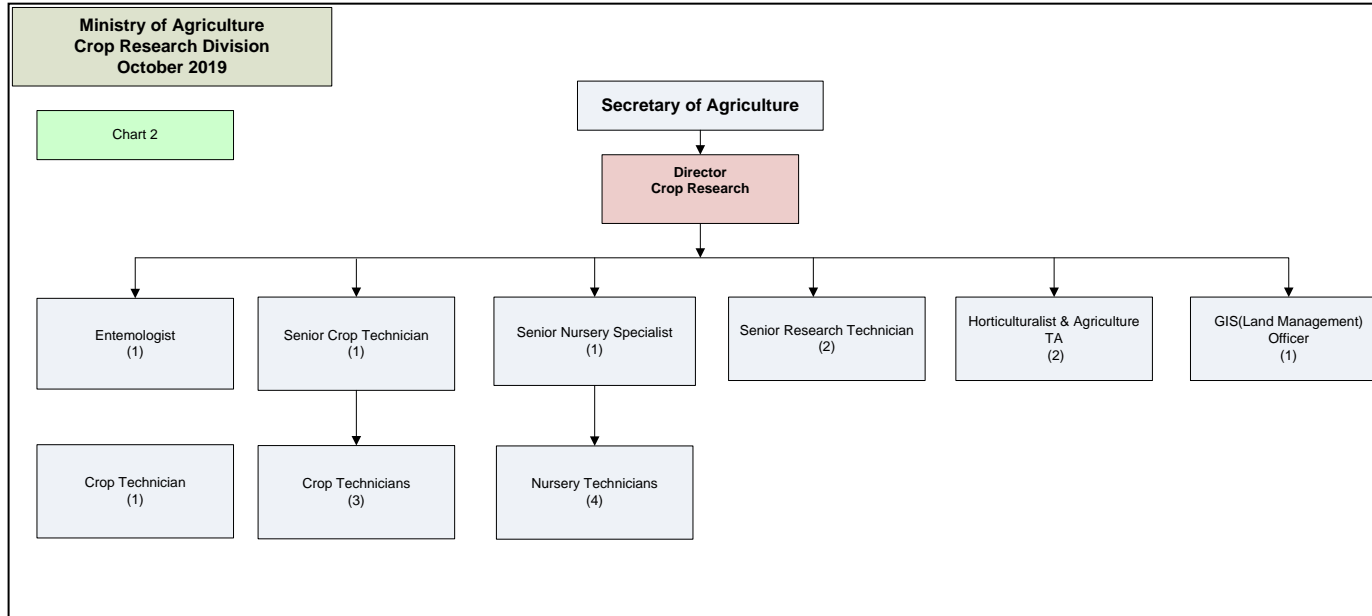 Ministry of Agriculture
Crop Research Division
October 2019
Chart 2
Secretary of Agriculture
Director
Crop Research
Entemologist
(1)
Senior Crop Technician
(1)
Senior Nursery Specialist
(1)
Senior Research Technician
(2)
Horticulturalist & Agriculture
TA
(2)
GIS(Land Management)
Officer
(1)
Crop Technician
(1)
Crop Technicians
(3)
Nursery Technicians
(4)